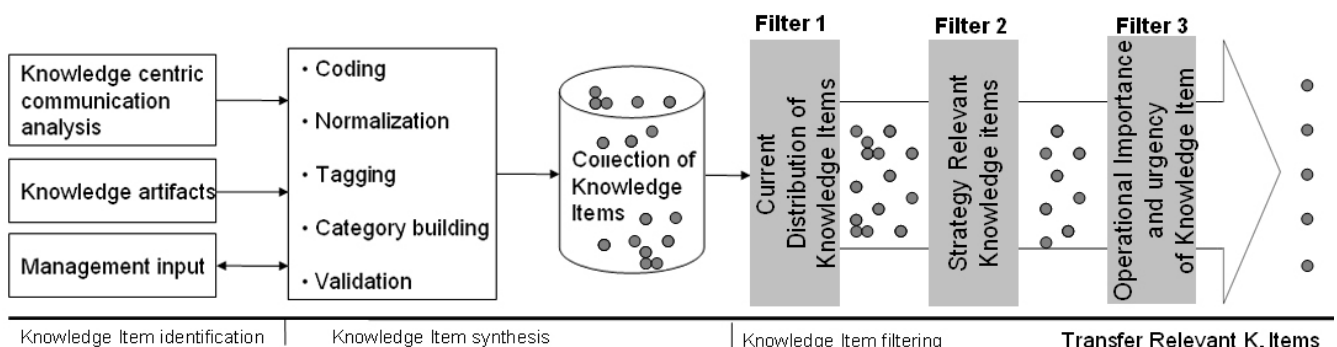 Filter 1
Filter 2
Filter 3
Knowledge centric
communication
analysis
Knowledge artifacts
Management input
· Coding
· Normalization
· Tagging
· Category building
· Validation
Collection of
Knowledge
Items
Current
Distribution of
Knowledge Items
Strategy Relevant
Knowledge items
Operational Importance
and urgency
of Knowledge Item
Knowledge Item identification
Knowledge Item synthesis
Knowledge Item filtering
Transfer Relevant K. Items